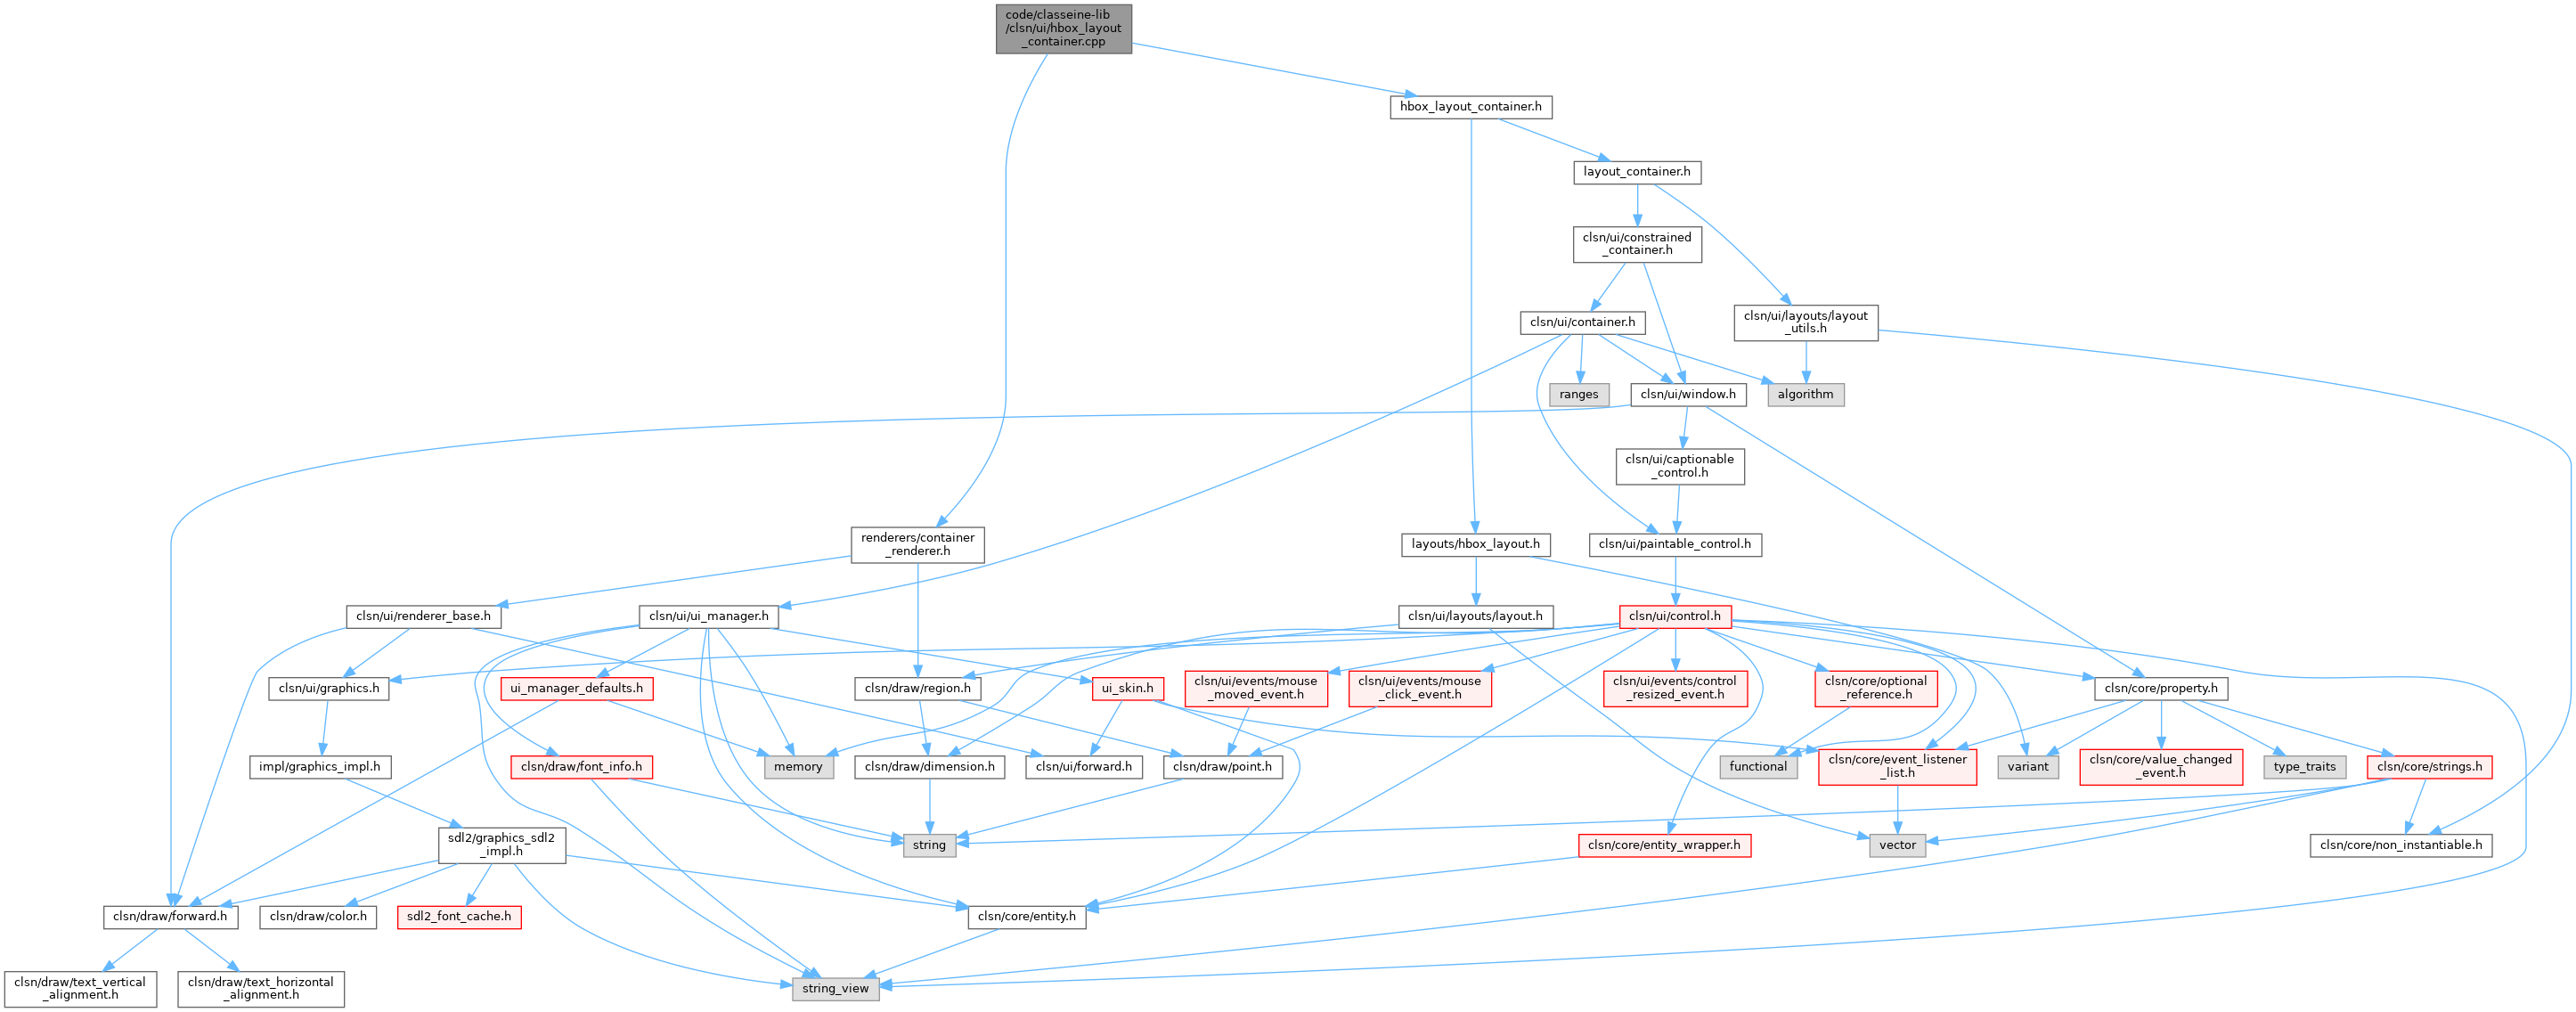 code/classeine-lib
/clsn/ui/hbox_layout
_container.cpp
hbox_layout_container.h
layout_container.h
clsn/ui/constrained
_container.h
clsn/ui/container.h
clsn/ui/layouts/layout
_utils.h
ranges
clsn/ui/window.h
algorithm
clsn/ui/captionable
_control.h
renderers/container
_renderer.h
layouts/hbox_layout.h
clsn/ui/paintable_control.h
clsn/ui/renderer_base.h
clsn/ui/ui_manager.h
clsn/ui/layouts/layout.h
clsn/ui/control.h
clsn/ui/graphics.h
ui_manager_defaults.h
clsn/draw/region.h
ui_skin.h
clsn/ui/events/mouse
_moved_event.h
clsn/ui/events/mouse
_click_event.h
clsn/ui/events/control
_resized_event.h
clsn/core/optional
_reference.h
clsn/core/property.h
impl/graphics_impl.h
clsn/draw/font_info.h
memory
clsn/draw/dimension.h
clsn/ui/forward.h
clsn/draw/point.h
functional
clsn/core/event_listener
_list.h
variant
clsn/core/value_changed
_event.h
type_traits
clsn/core/strings.h
sdl2/graphics_sdl2
_impl.h
string
clsn/core/entity_wrapper.h
vector
clsn/core/non_instantiable.h
clsn/draw/forward.h
clsn/draw/color.h
sdl2_font_cache.h
clsn/core/entity.h
clsn/draw/text_vertical
_alignment.h
clsn/draw/text_horizontal
_alignment.h
string_view